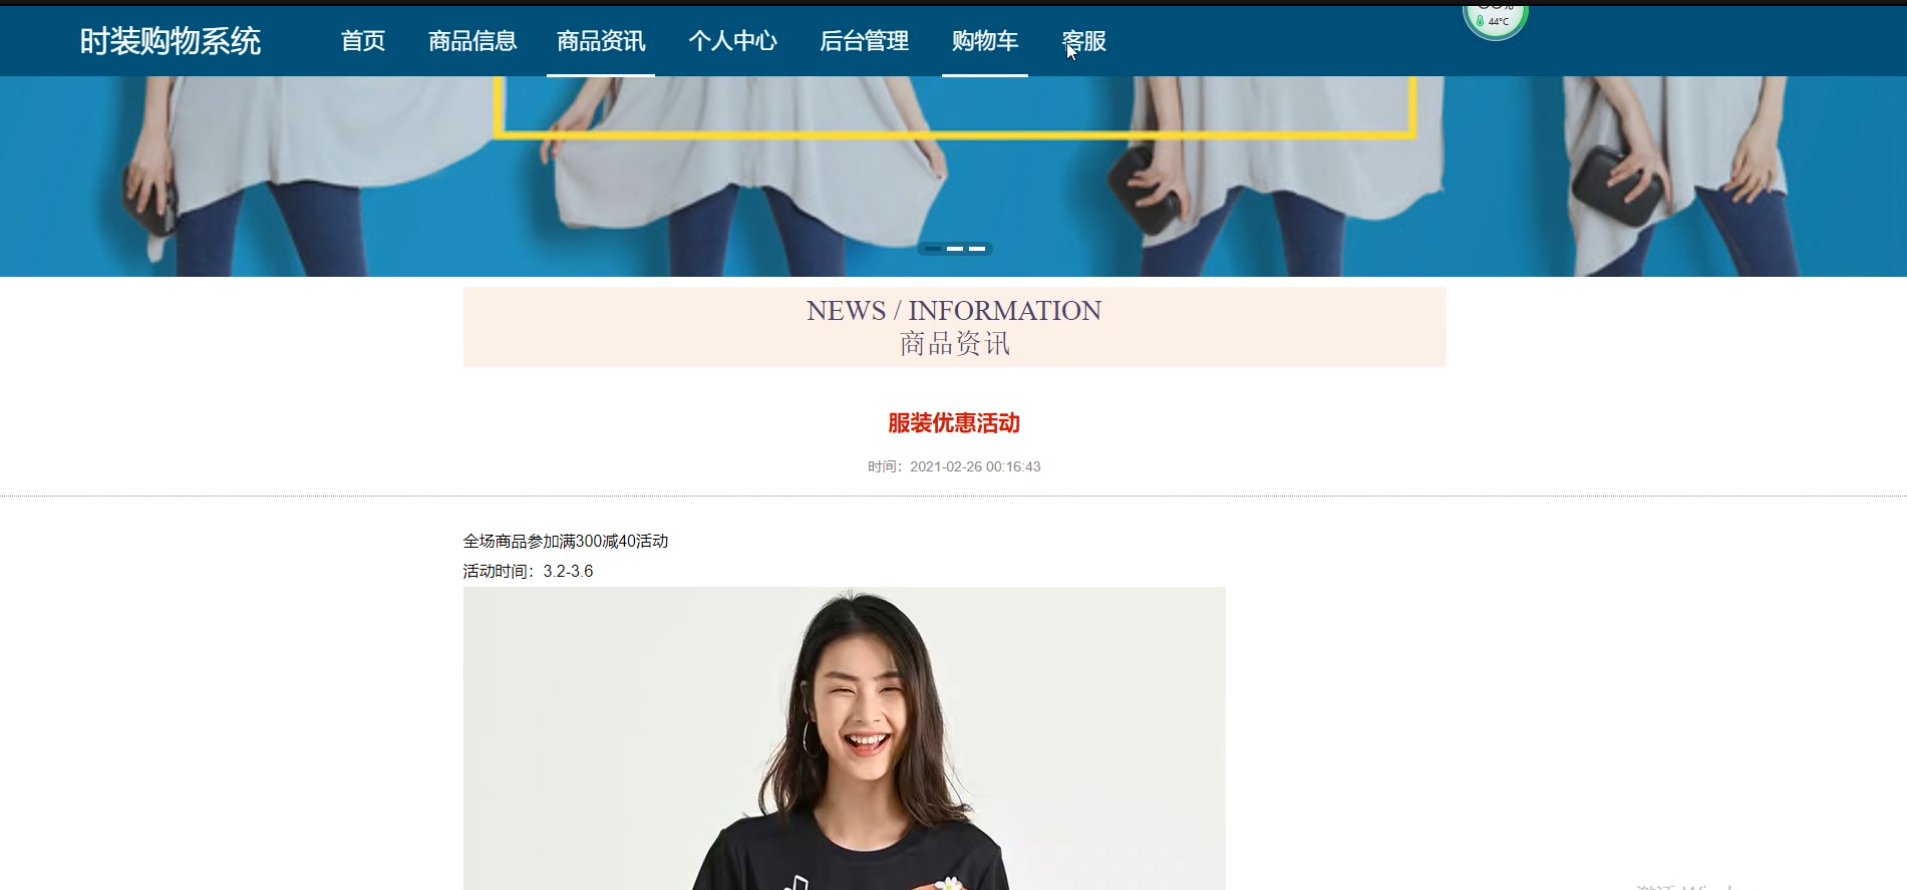 时装购物系统 首页 商品信息 商品资讯 个人中心 后台管理 购物车 客服
44°C
NEWS / INFORMATION
商品资讯
服装优惠活动
时间：2021-02-26 00:16:43
全场商品参加满300减40活动
活动时间：3.2-3.6